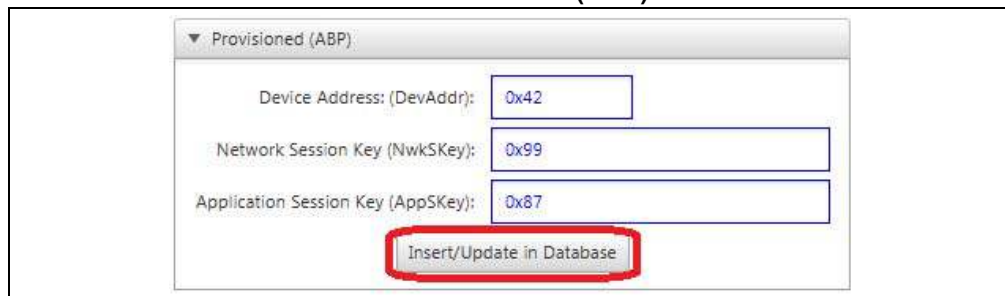 ▼ Provisioned (ABP)
Device Address: (DevAddr): 0x42
Network Session Key (NwkSKey): 0x99
Application Session Key (AppSKey): 0x87
Insert/Update in Database